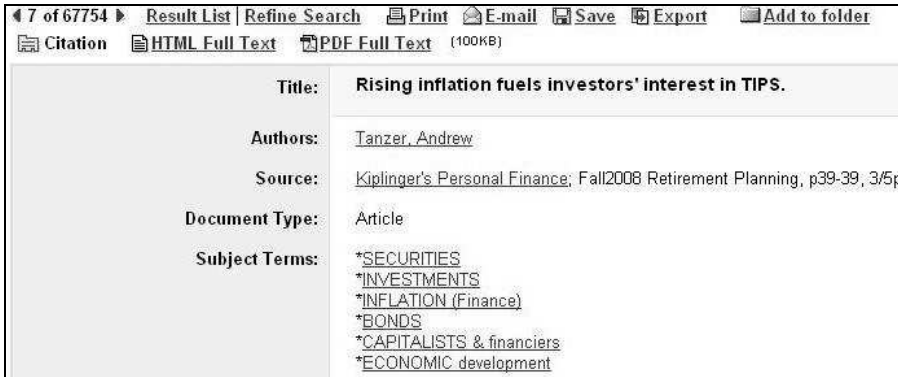 7 of 67754 Result List | Refine Search Print E-mail Save Export Add to folder
Citation HTML Full Text PDF Full Text (100KB)
Title: Rising inflation fuels investors' interest in TIPS.
Authors: Tanzer, Andrew
Source: Kiplinger's Personal Finance; Fall2008 Retirement Planning, p39-39, 3/5p
Document Type: Article
Subject Terms: *SECURITIES
*INVESTMENTS
*INFLATION (Finance)
*BONDS
*CAPITALISTS & financiers
*ECONOMIC development